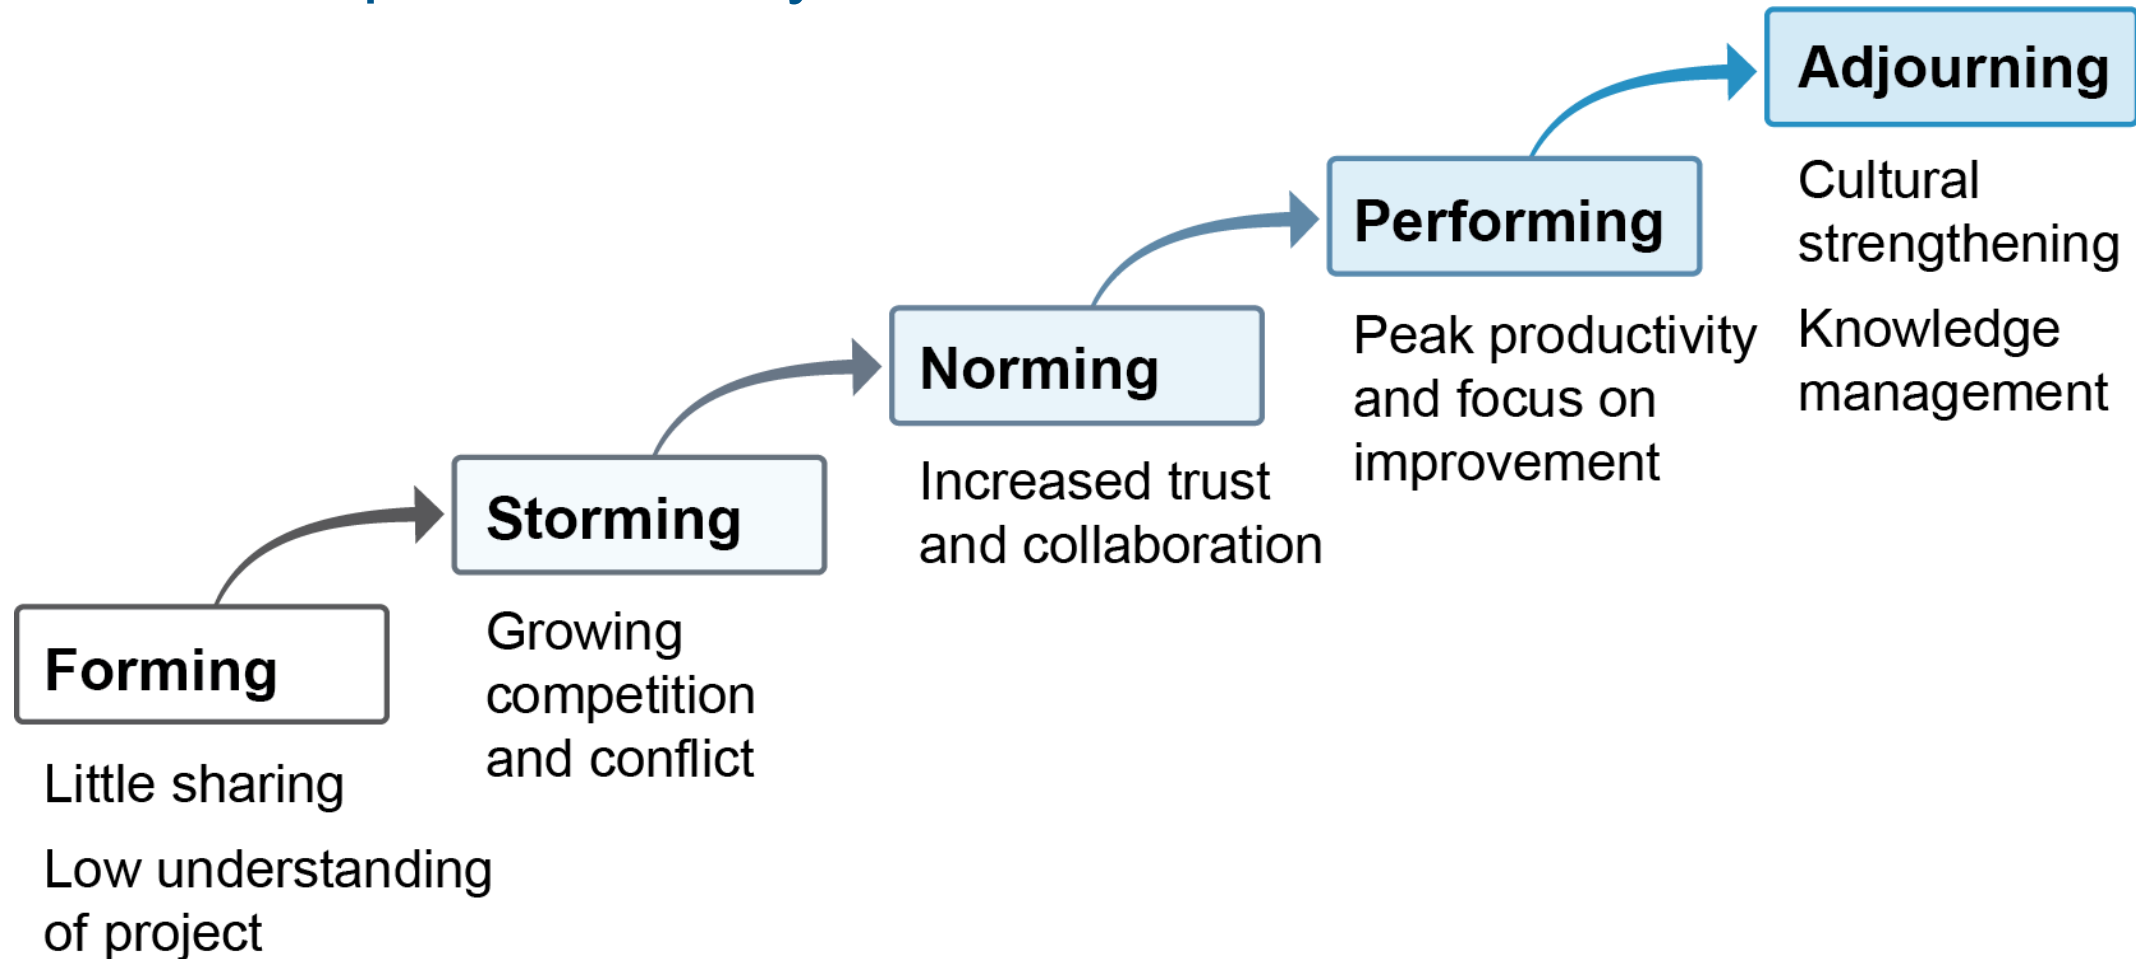 Forming
Little sharing
Low understanding
of project
Storming
Growing
competition
and conflict
Norming
Increased trust
and collaboration
Performing
Peak productivity
and focus on
improvement
Adjourning
Cultural
strengthening
Knowledge
management